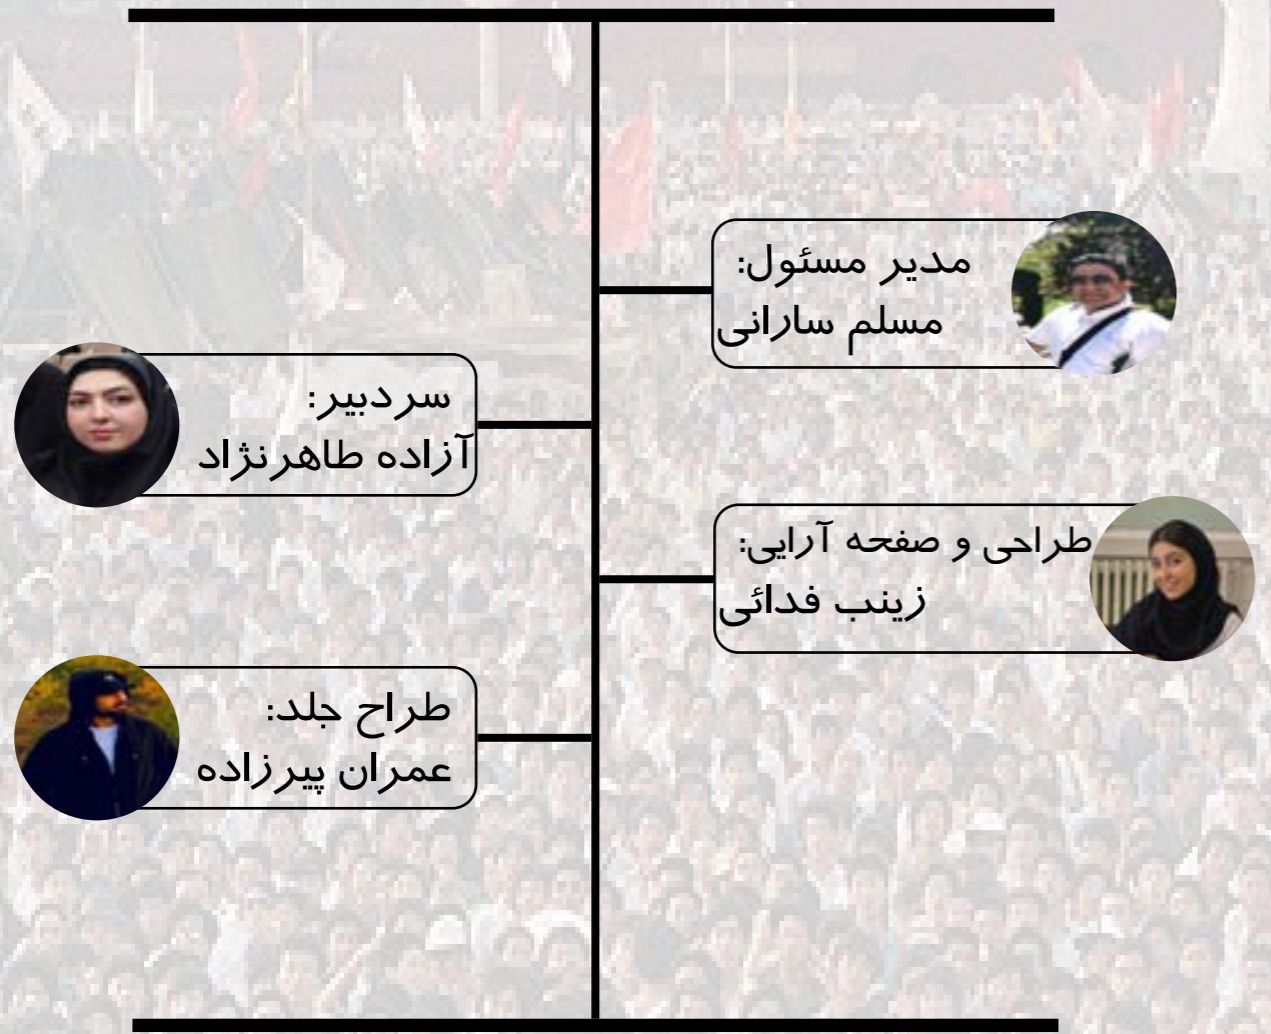 مدیر مسئول:
مسلم سارانی
سردبیر:
آزاده طاهرنژاد
طراحی و صفحه آرایی:
زینب فدائی
طراح جلد:
عمران پیرزاده